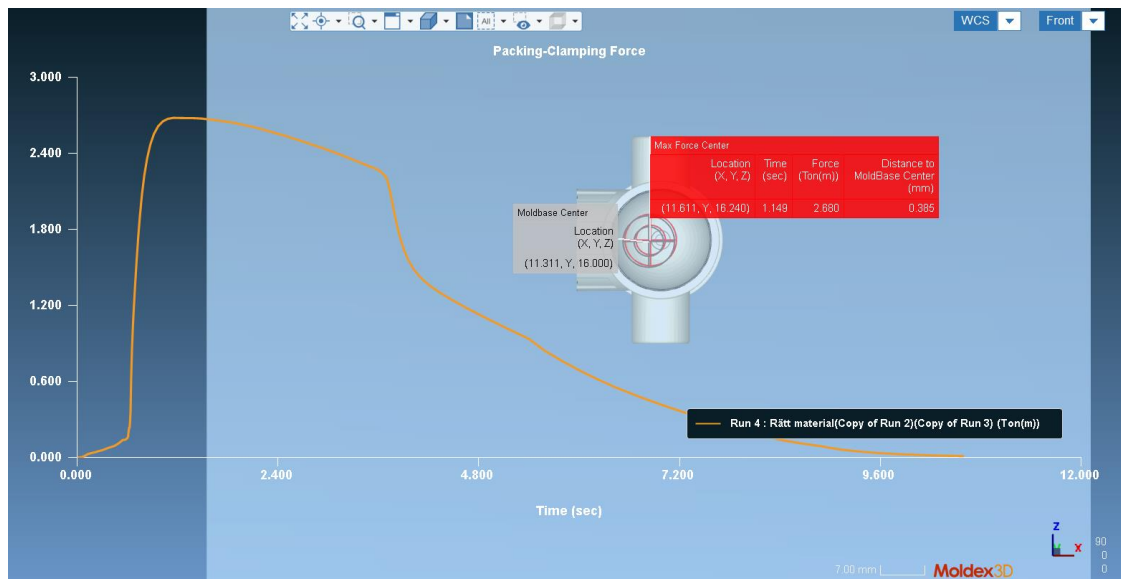 All
WCS
Front
Packing-Clamping Force
3.000
2.400
1.800
1.200
0.600
0.000
Max Force Center
Location Time Force Distance to
(X, Y, Z) (sec) (Ton(m)) MoldBase Center
(mm)
(11.611, Y, 16.240) 1.149 2.680 0.385
Moldbase Center
Location
(X, Y, Z)
(11.311, Y, 16.000)
Run 4 : Rätt material(Copy of Run 2)(Copy of Run 3) (Ton(m))
0.000 2.400 4.800 7.200 9.600 12.000
Time (sec)
Z
X
90
0
0
7.00 mm
Moldex3D